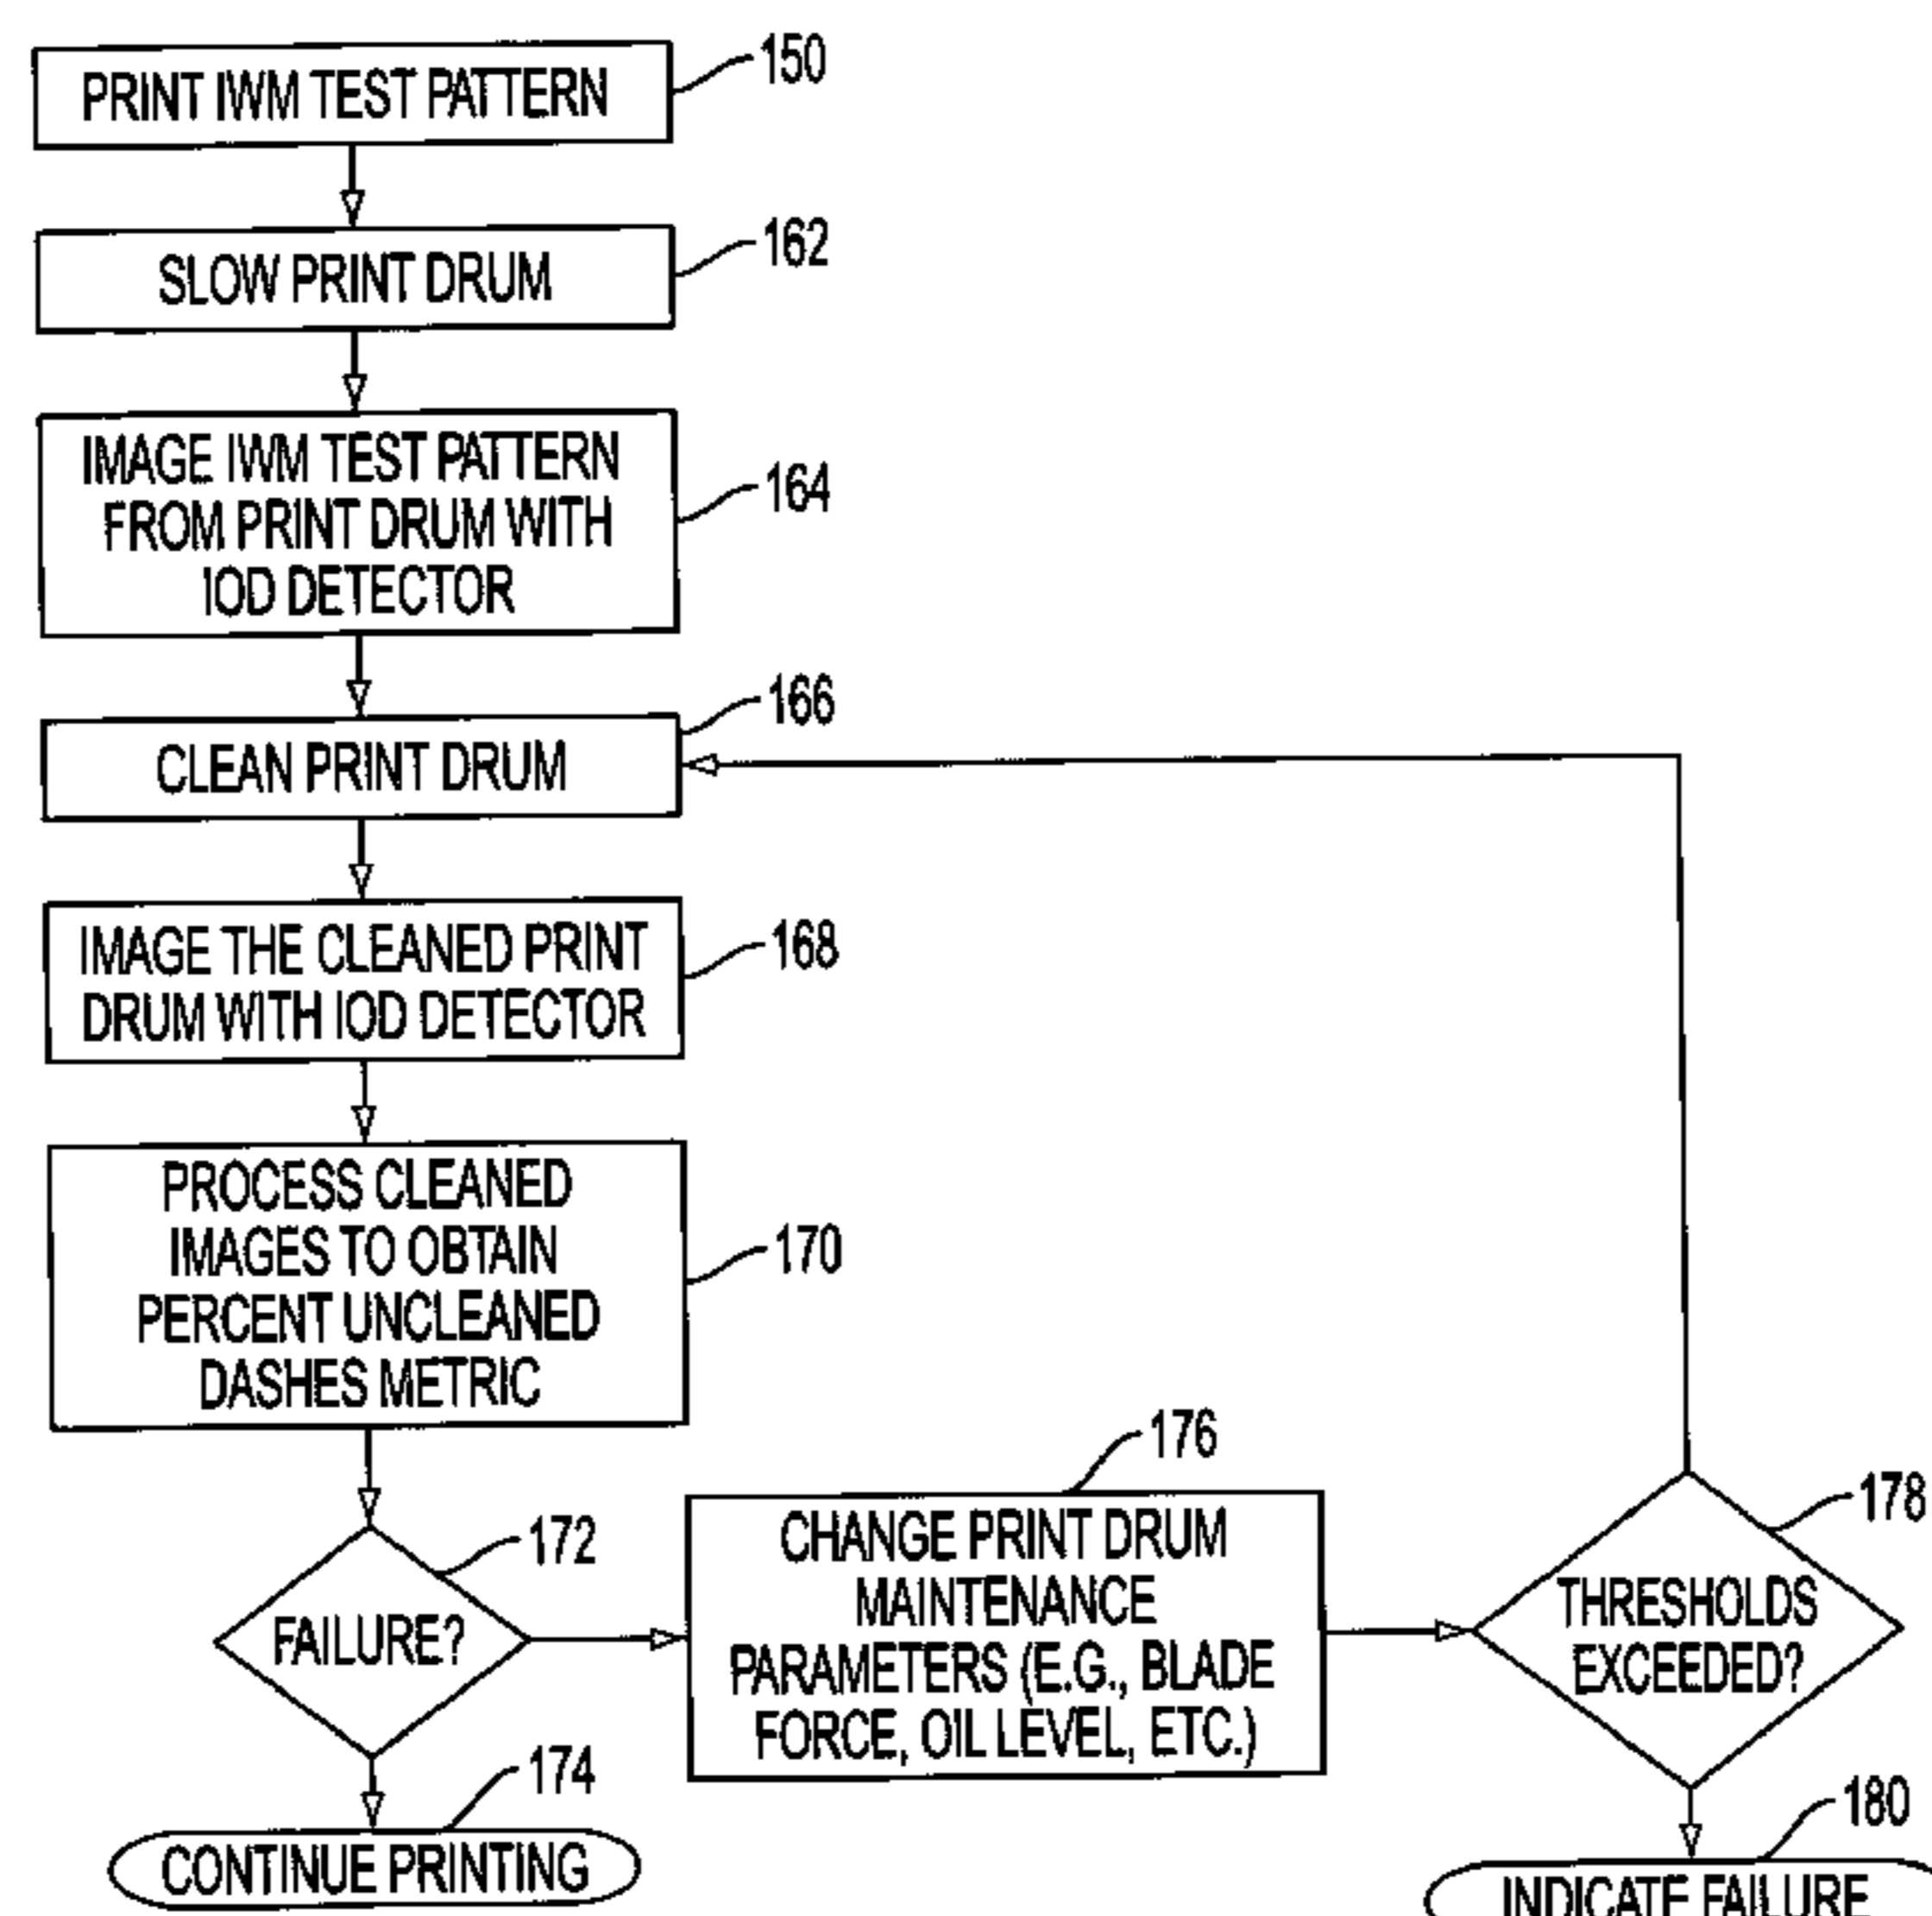 150
PRINT IWM TEST PATTERN
162
SLOW PRINT DRUM
IMAGE IWM TEST PATTERN
FROM PRINT DRUM WITH
IOD DETECTOR
164
166
CLEAN PRINT DRUM
168
IMAGE THE CLEANED PRINT
DRUM WITH IOD DETECTOR
PROCESS CLEANED
IMAGES TO OBTAIN
PERCENT UNCLEANED
DASHES METRIC
170
172
FAILURE?
174
CONTINUE PRINTING
176
CHANGE PRINT DRUM
MAINTENANCE
PARAMETERS (E.G., BLADE
FORCE, OIL LEVEL, ETC.)
178
THRESHOLDS
EXCEEDED?
180
INDICATE FAILURE